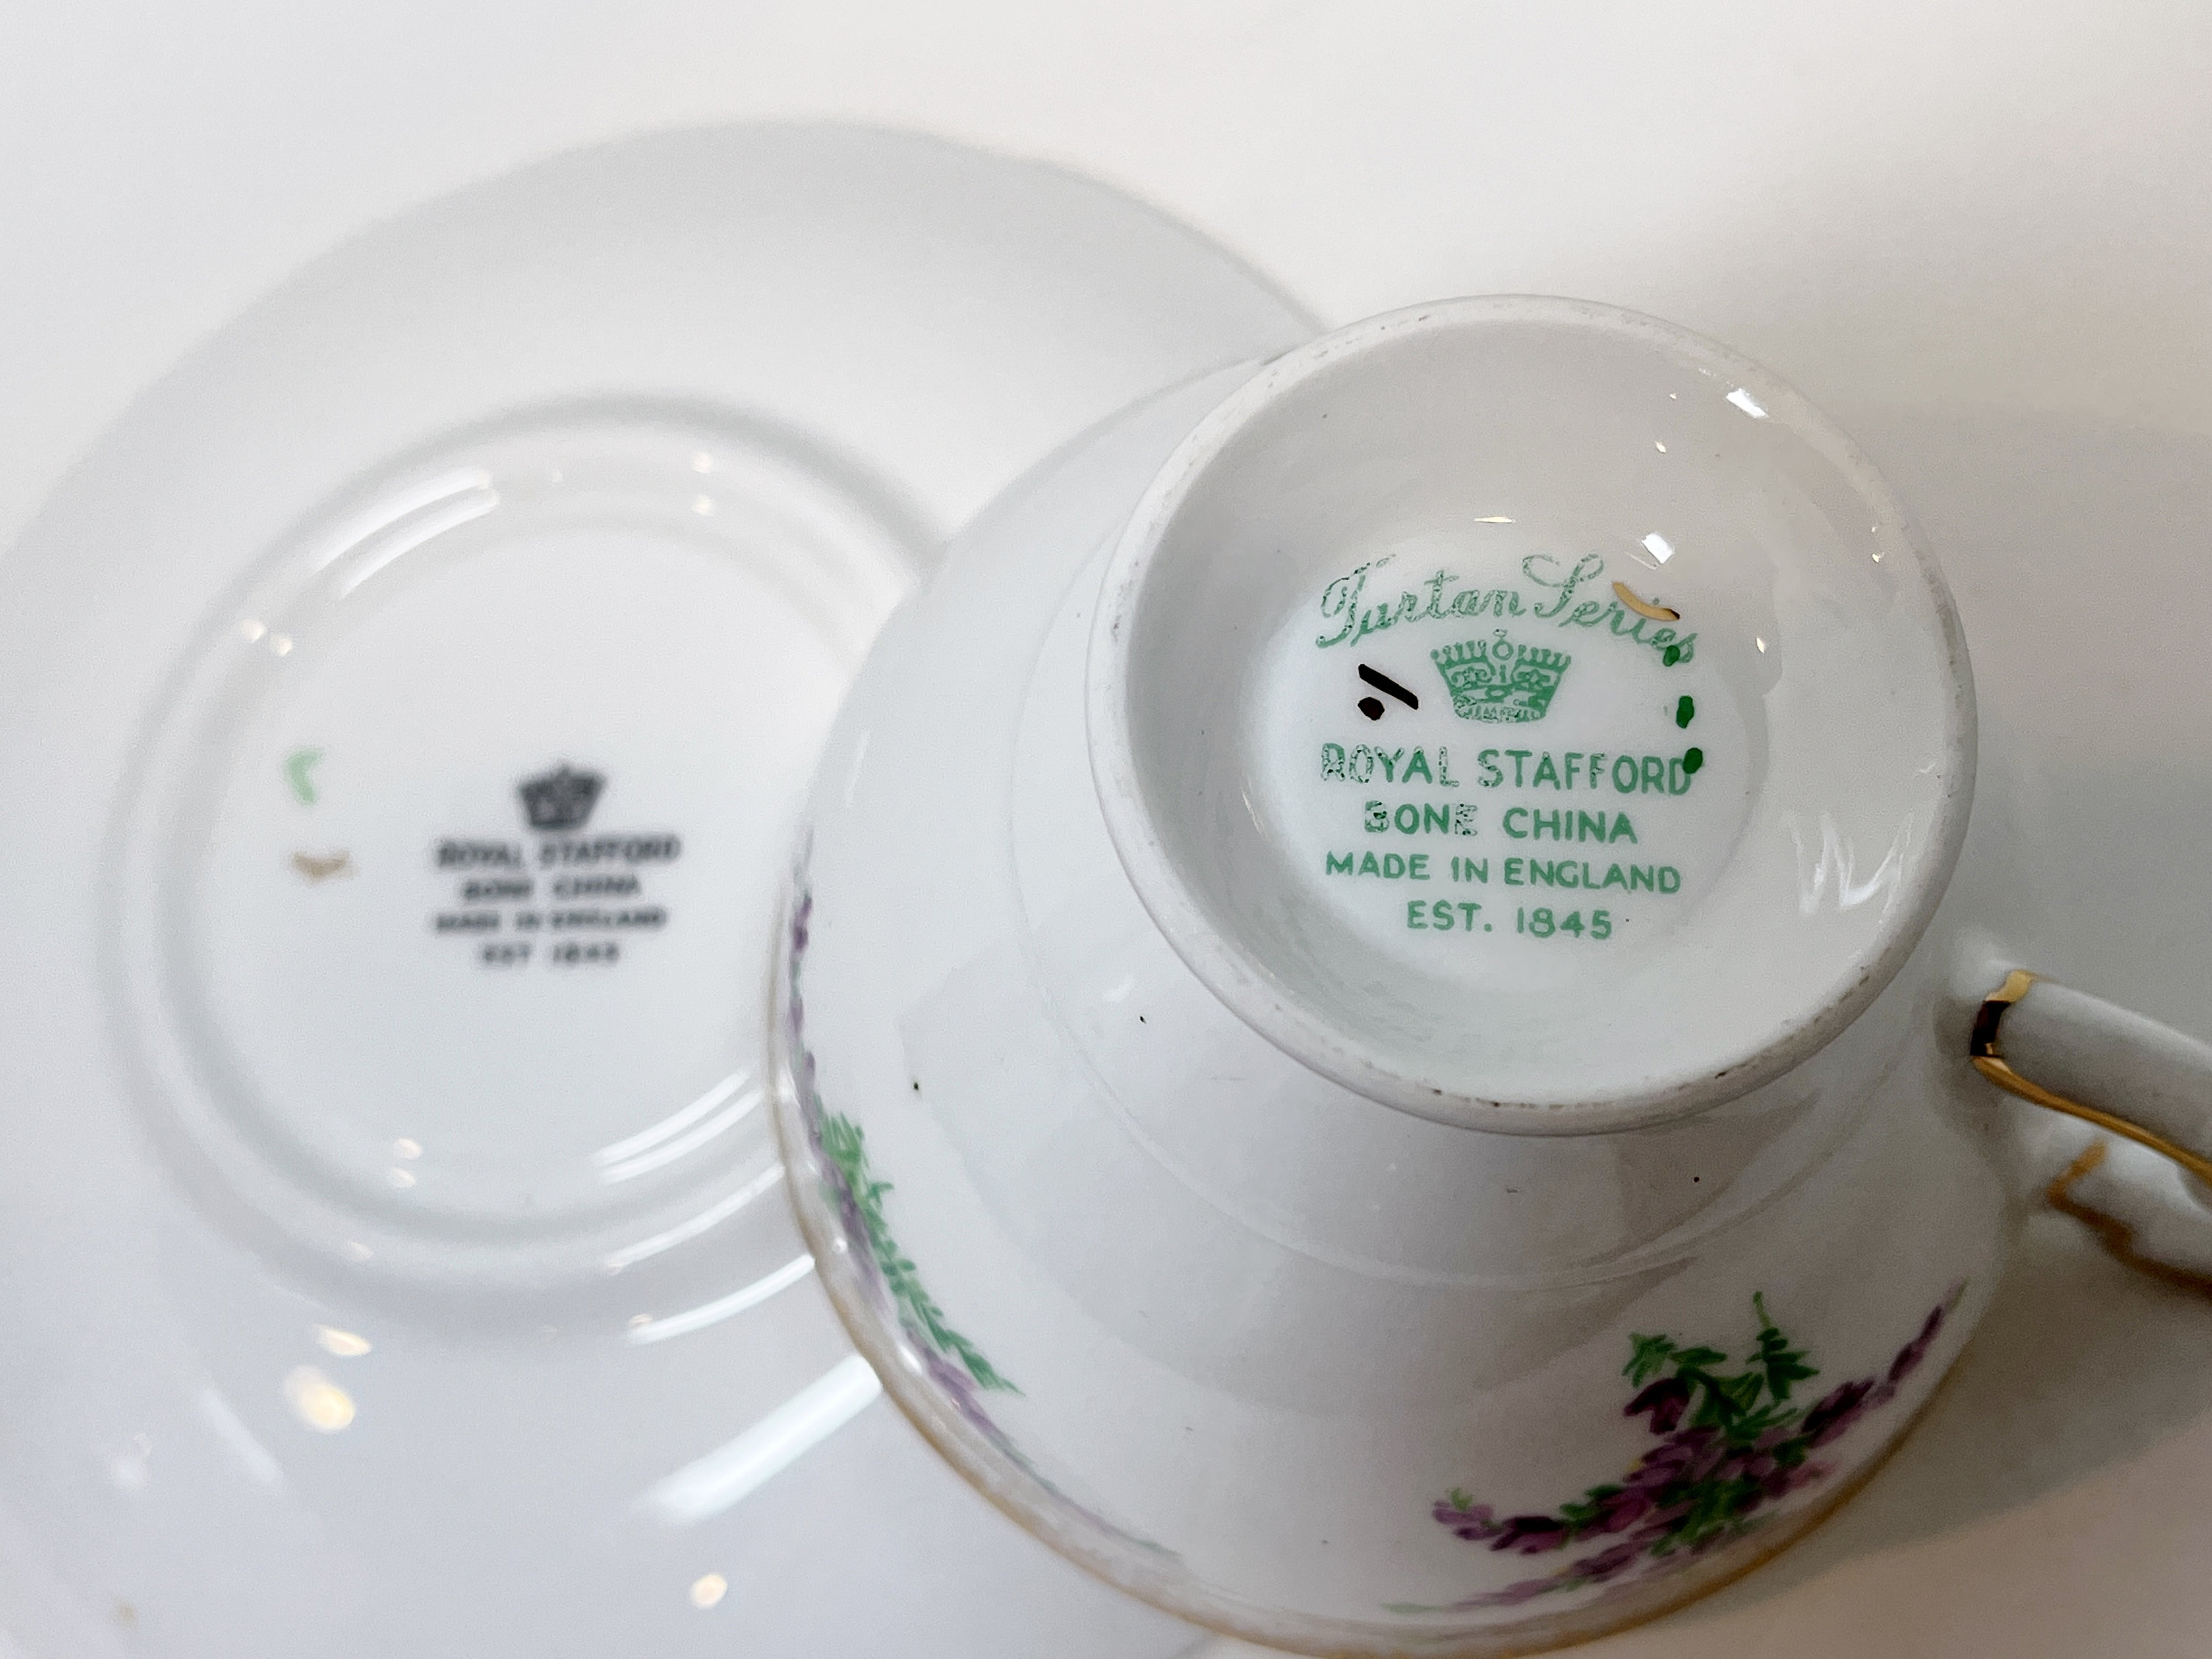 Tartan Series
ROYAL STAFFORD
BONE CHINA
MADE IN ENGLAND
EST. 1845
ROYAL STAFFORD
BONE CHINA
MADE IN ENGLAND
EST 1845